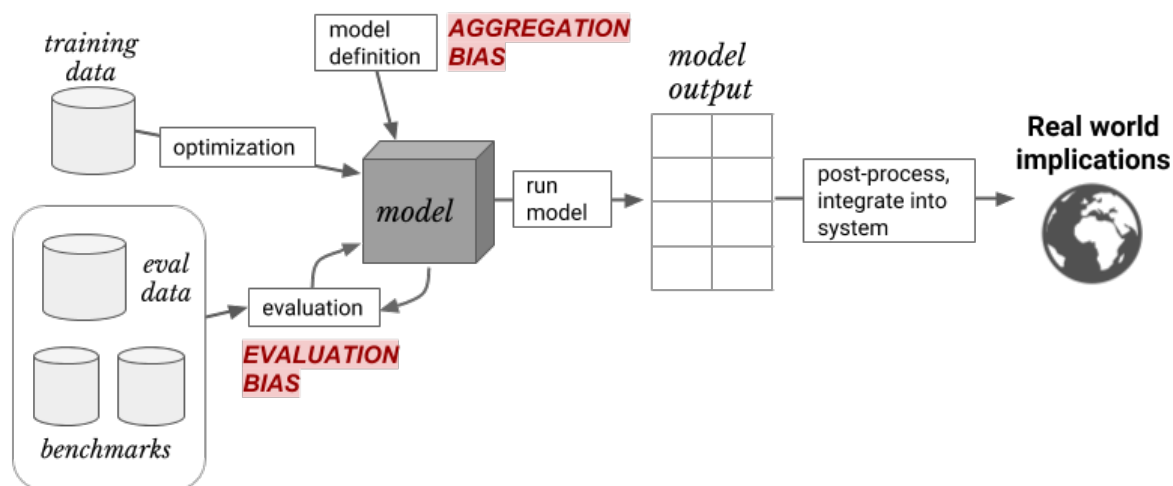 training
data
model
definition
AGGREGATION
BIAS
optimization
model
run
model
model
output
post-process,
integrate into
system
Real world
implications
eval
data
benchmarks
evaluation
EVALUATION
BIAS